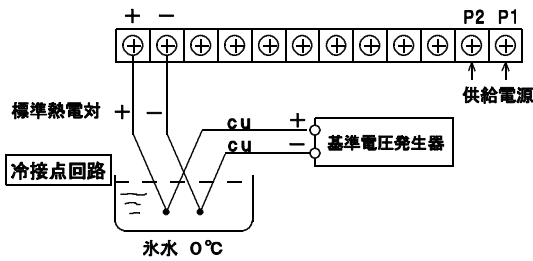 + − P2 P1
供給電源
標準熱電対 + −
cu +
cu −
基準電圧発生器
冷接点回路
氷水 0℃